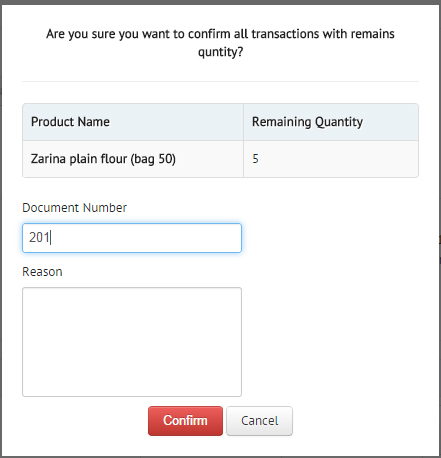 Are you sure you want to confirm all transactions with remains
quntity?
Product Name Remaining Quantity
Zarina plain flour (bag 50) 5
Document Number
201
Reason
Confirm Cancel